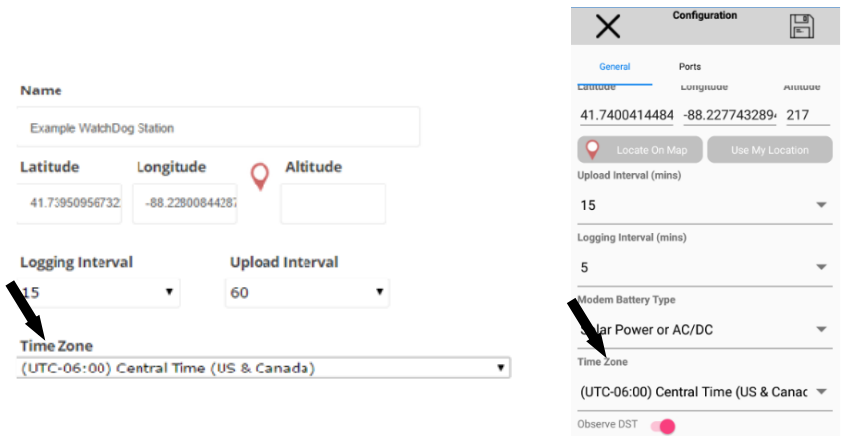 Name
Example WatchDog Station
Latitude Longitude Altitude
41.73950956732 -88.22800844287
Logging Interval Upload Interval
15 60
Time Zone
(UTC-06:00) Central Time (US & Canada)
Configuration
General Ports
Latitude Longitude Altitude
41.7400414484 -88.227743289 217
Locate On Map Use My Location
Upload Interval (mins)
15
Logging Interval (mins)
5
Modem Battery Type
Solar Power or AC/DC
Time Zone
(UTC-06:00) Central Time (US & Canac
Observe DST